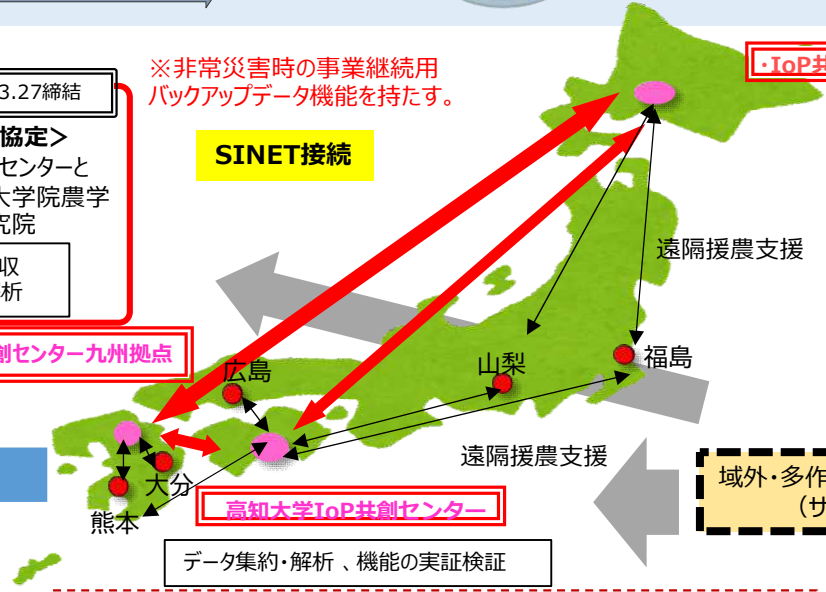 3.27締結
協定>
センターと
大学院農学
究院
収
析
※非常災害時の事業継続用
バックアップデータ機能を持たす。
SINET接続
・IoP共
遠隔援農支援
創センター九州拠点
広島
山梨
福島
大分
熊本
遠隔援農支援
高知大学IoP共創センター
域外・多作
(サ
データ集約・解析 、機能の実証検証